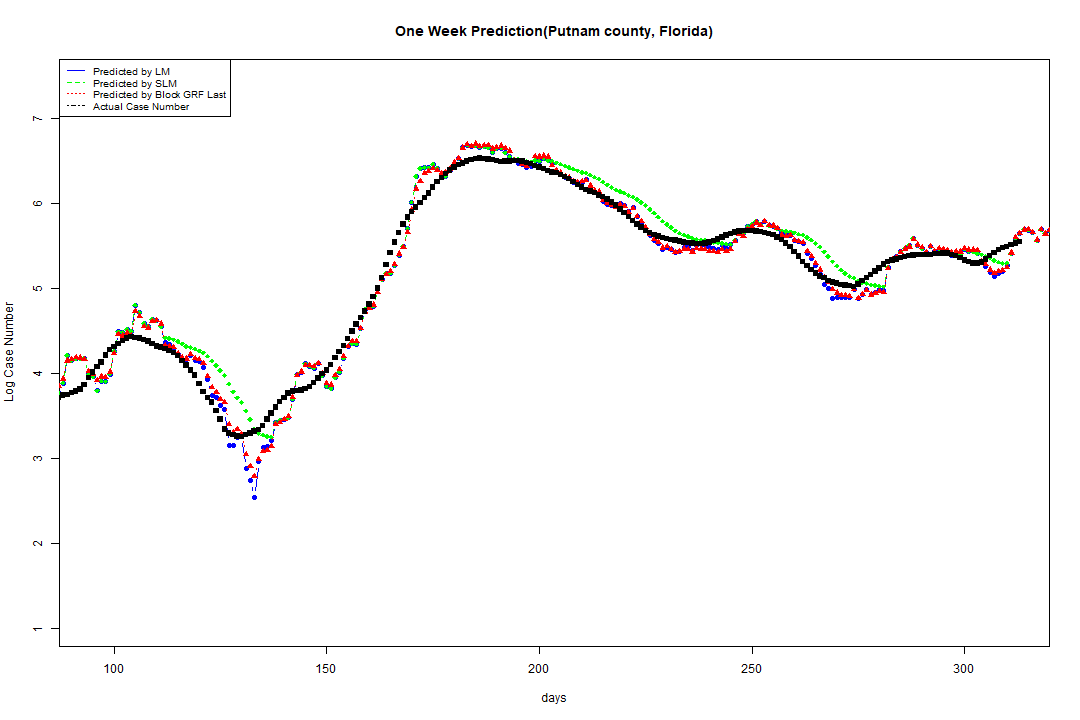 One Week Prediction(Putnam county, Florida)
Predicted by LM
Predicted by SLM
Predicted by Block GRF Last
Actual Case Number
7
6
5
4
3
2
1
Log Case Number
100 150 200 250 300
days